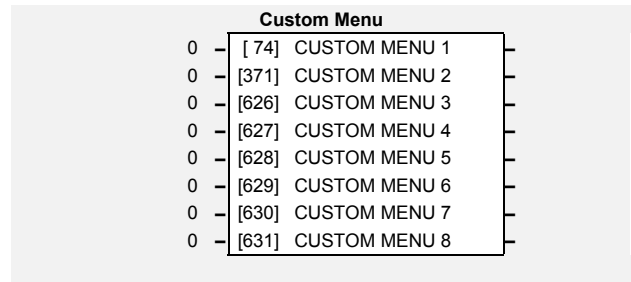 Custom Menu
0 – [ 74] CUSTOM MENU 1 –
0 – [371] CUSTOM MENU 2 –
0 – [626] CUSTOM MENU 3 –
0 – [627] CUSTOM MENU 4 –
0 – [628] CUSTOM MENU 5 –
0 – [629] CUSTOM MENU 6 –
0 – [630] CUSTOM MENU 7 –
0 – [631] CUSTOM MENU 8 –